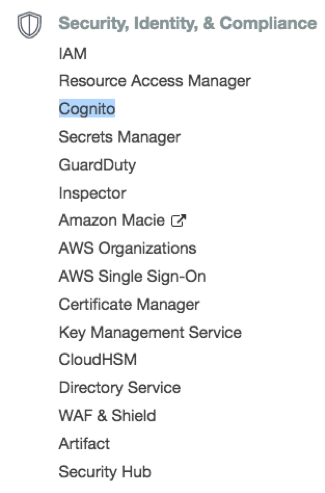 Security, Identity, & Compliance
IAM
Resource Access Manager
Cognito
Secrets Manager
GuardDuty
Inspector
Amazon Macie
AWS Organizations
AWS Single Sign-On
Certificate Manager
Key Management Service
CloudHSM
Directory Service
WAF & Shield
Artifact
Security Hub